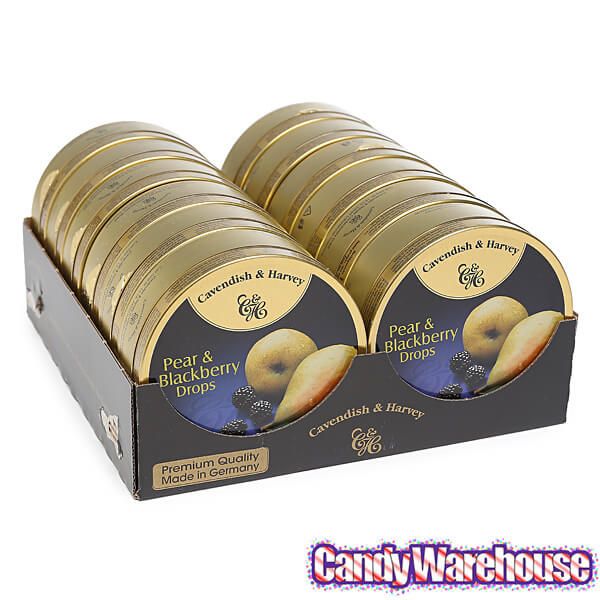 Cavendish & Harvey
C&H
Pear &
Blackberry
Drops
Cavendish & Harvey
C&H
Pear &
Blackberry
Drops
Cavendish & Harvey
C&H
Premium Quality
Made in Germany
CandyWarehouse